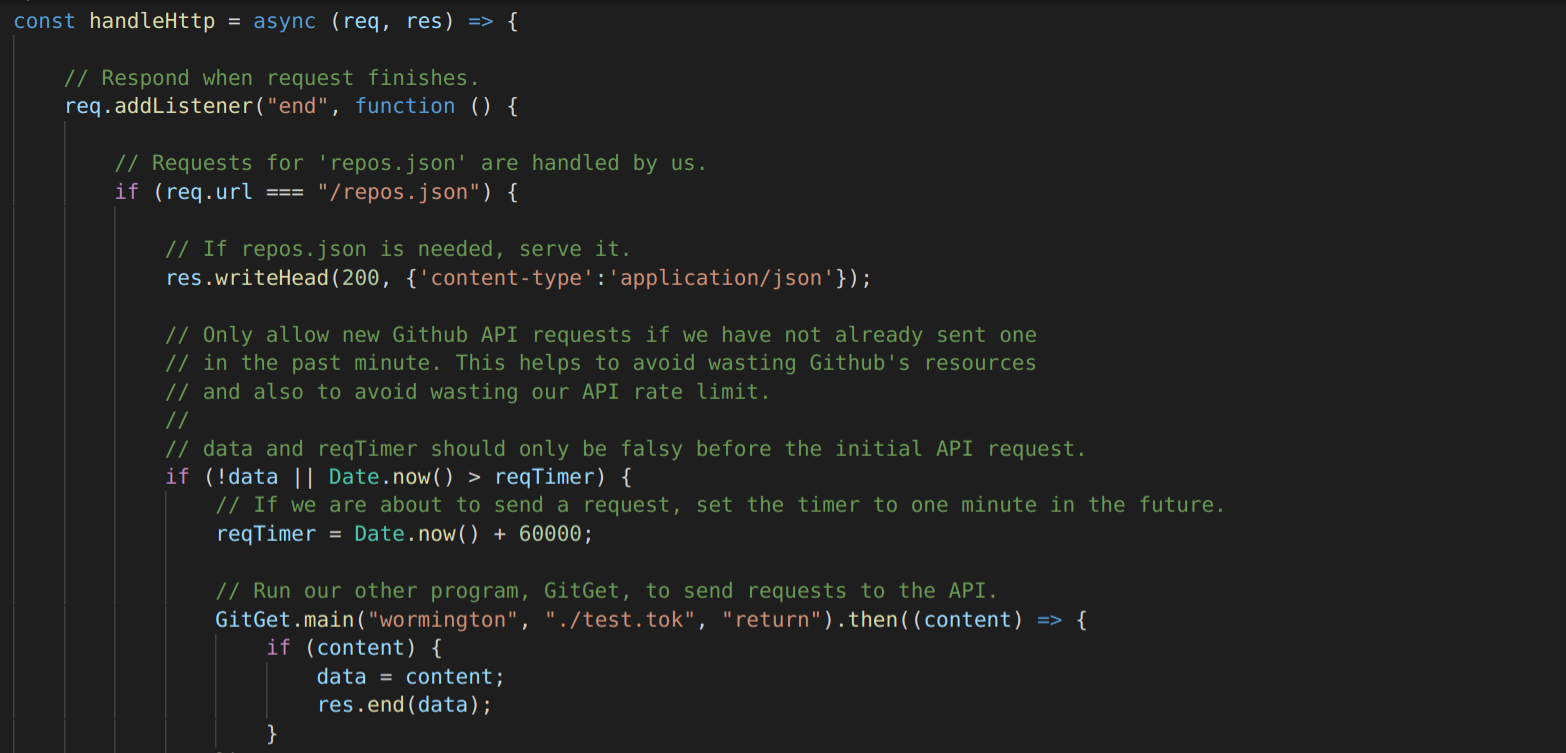 const handleHttp = async (req, res) => {
// Respond when request finishes.
req.addListener("end", function () {
// Requests for 'repos.json' are handled by us.
if (req.url === "/repos.json") {
// If repos.json is needed, serve it.
res.writeHead(200, {'content-type':'application/json'});
// Only allow new Github API requests if we have not already sent one
// in the past minute. This helps to avoid wasting Github's resources
// and also to avoid wasting our API rate limit.
//
// data and reqTimer should only be falsy before the initial API request.
if (!data || Date.now() > reqTimer) {
// If we are about to send a request, set the timer to one minute in the future.
reqTimer = Date.now() + 60000;
// Run our other program, GitGet, to send requests to the API.
GitGet.main("wormington", "./test.tok", "return").then((content) => {
if (content) {
data = content;
res.end(data);
}